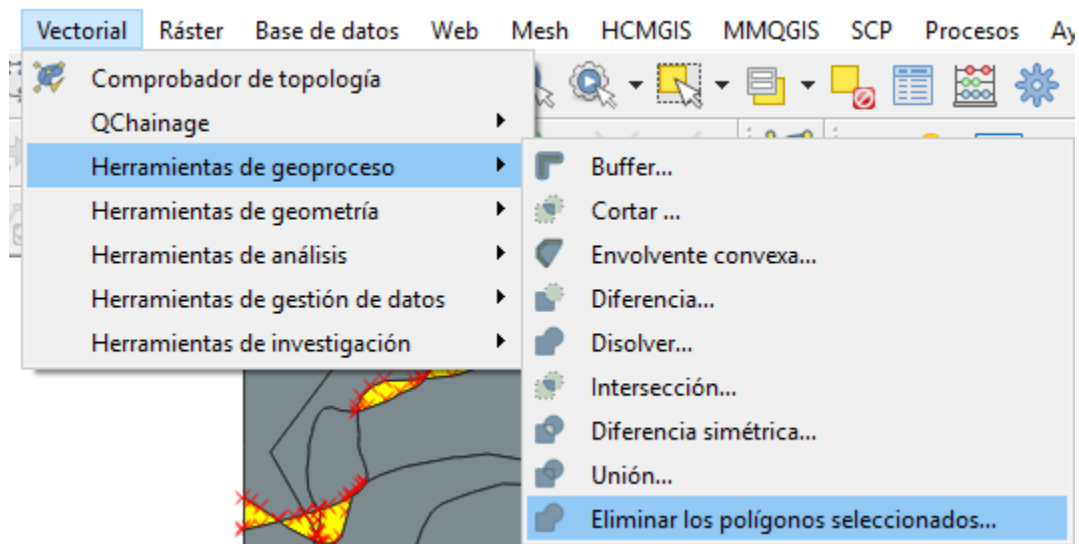 Vectorial Ráster Base de datos Web Mesh HCMGIS MMQGIS SCP Procesos Ay
Comprobador de topología
QChainage
Herramientas de geoproceso
Herramientas de geometría
Herramientas de análisis
Herramientas de gestión de datos
Herramientas de investigación
Buffer...
Cortar ...
Envolvente convexa...
Diferencia...
Disolver...
Intersección...
Diferencia simétrica...
Unión...
Eliminar los polígonos seleccionados...